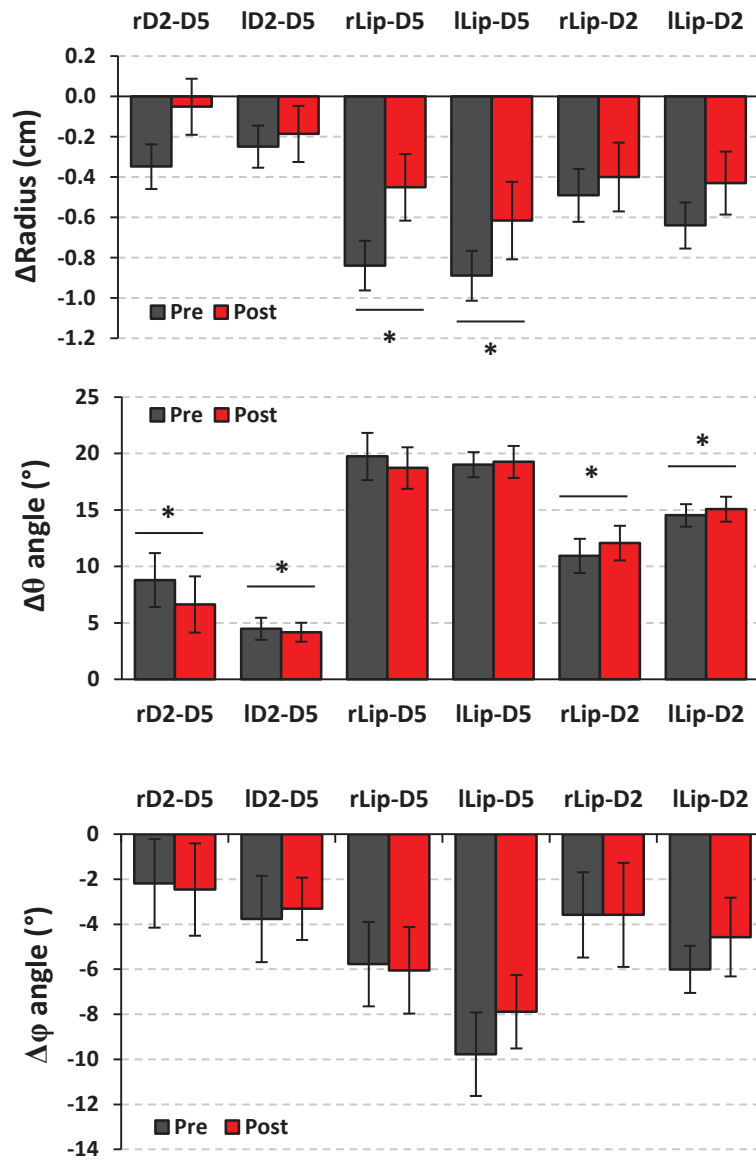 rD2-D5 lD2-D5 rLip-D5 lLip-D5 rLip-D2 lLip-D2
0.2
0.0
-0.2
-0.4
-0.6
-0.8
-1.0
-1.2
ΔRadius (cm)
Pre Post
* *
25
20
15
10
5
0
Δθ angle (°)
Pre Post
* * * *
rD2-D5 lD2-D5 rLip-D5 lLip-D5 rLip-D2 lLip-D2
rD2-D5 lD2-D5 rLip-D5 lLip-D5 rLip-D2 lLip-D2
0
-2
-4
-6
-8
-10
-12
-14
Δφ angle (°)
Pre Post